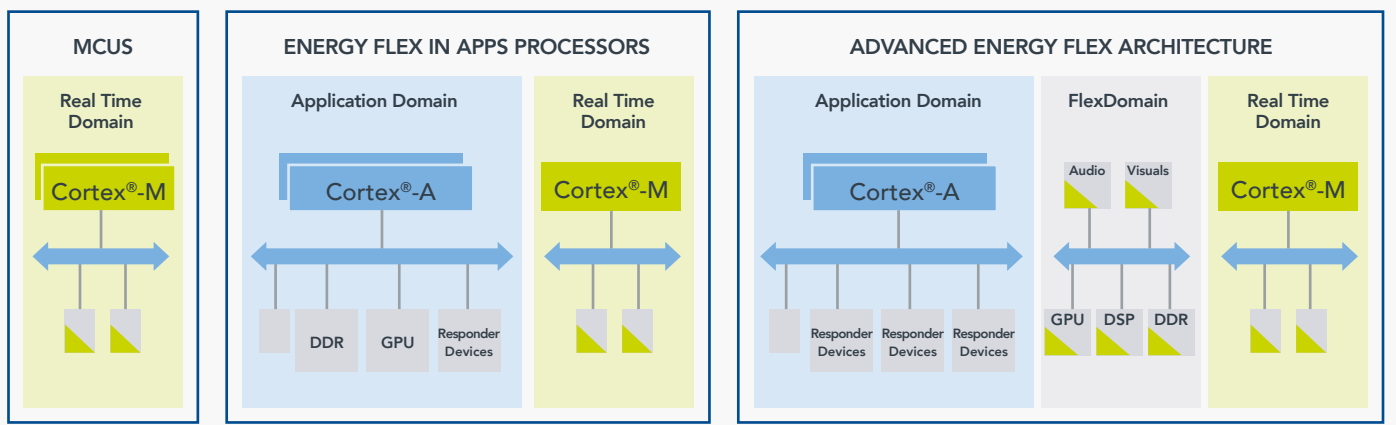 MCUS
Real Time
Domain
Cortex®-M
ENERGY FLEX IN APPS PROCESSORS
Application Domain
Cortex®-A
DDR
GPU
Responder
Devices
Real Time
Domain
Cortex®-M
ADVANCED ENERGY FLEX ARCHITECTURE
Application Domain
Cortex®-A
Responder
Devices
Responder
Devices
Responder
Devices
FlexDomain
Audio
Visuals
GPU
DSP
DDR
Real Time
Domain
Cortex®-M